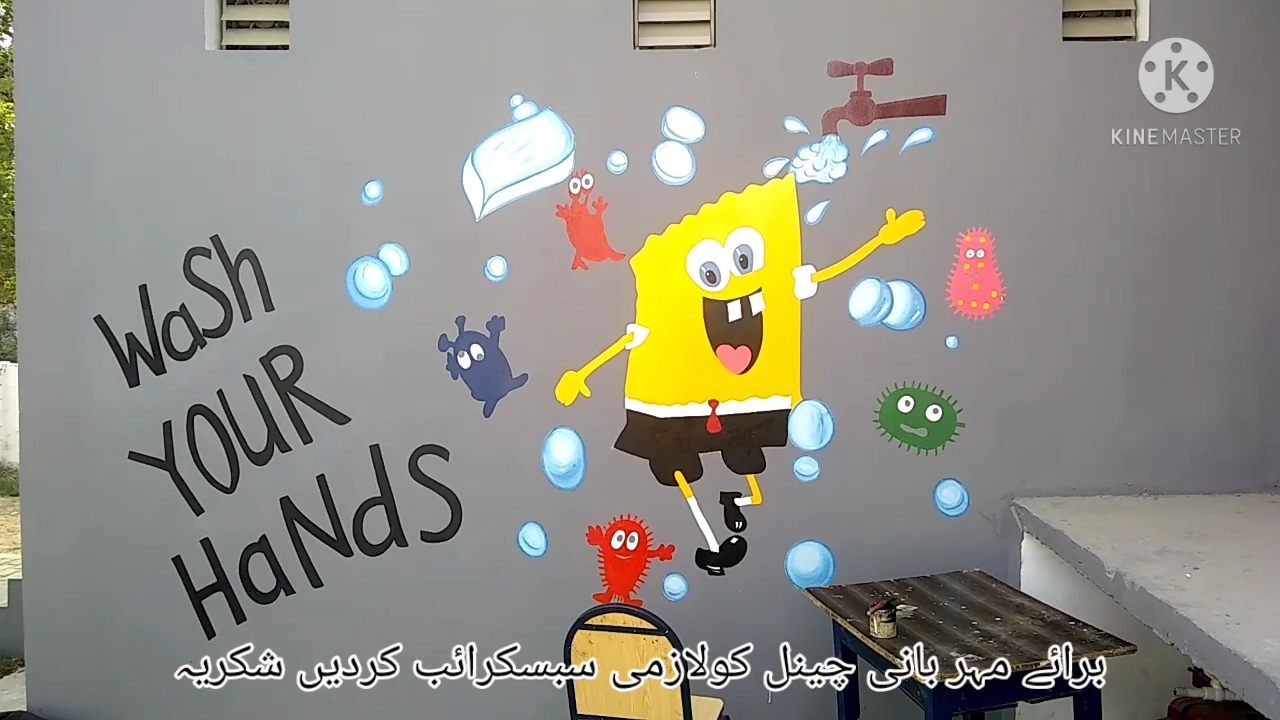 WaSh
YOUR
HaNdS
K
KINEMASTER
برائے مہر بانی چینل کولازمی سبسکرائب کردیں شکریہ